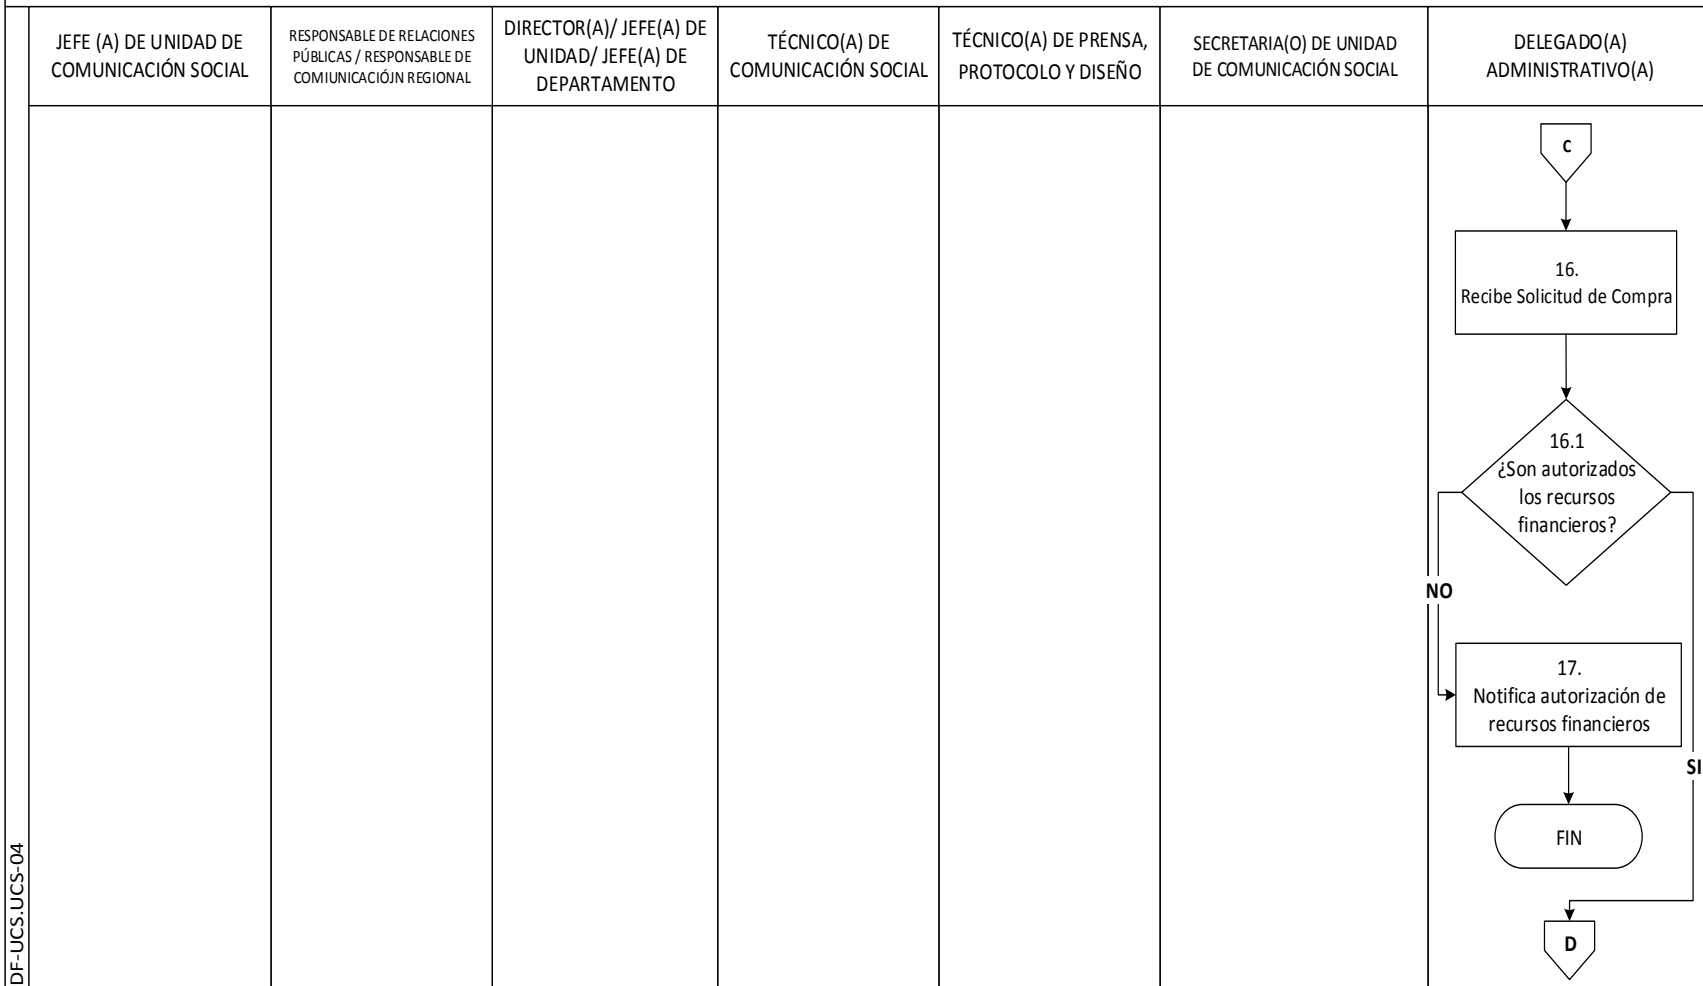 JEFE (A) DE UNIDAD DE
COMUNICACIÓN SOCIAL
RESPONSABLE DE RELACIONES
PÚBLICAS / RESPONSABLE DE
COMIUNICACIÓJN REGIONAL
DIRECTOR(A)/ JEFE(A) DE
UNIDAD/ JEFE(A) DE
DEPARTAMENTO
TÉCNICO(A) DE
COMUNICACIÓN SOCIAL
TÉCNICO(A) DE PRENSA,
PROTOCOLO Y DISEÑO
SECRETARIA(O) DE UNIDAD
DE COMUNICACIÓN SOCIAL
DELEGADO(A)
ADMINISTRATIVO(A)
C
16.
Recibe Solicitud de Compra
16.1
¿Son autorizados
los recursos
financieros?
NO
17.
Notifica autorización de
recursos financieros
SI
FIN
D
DF-UCS.UCS-04